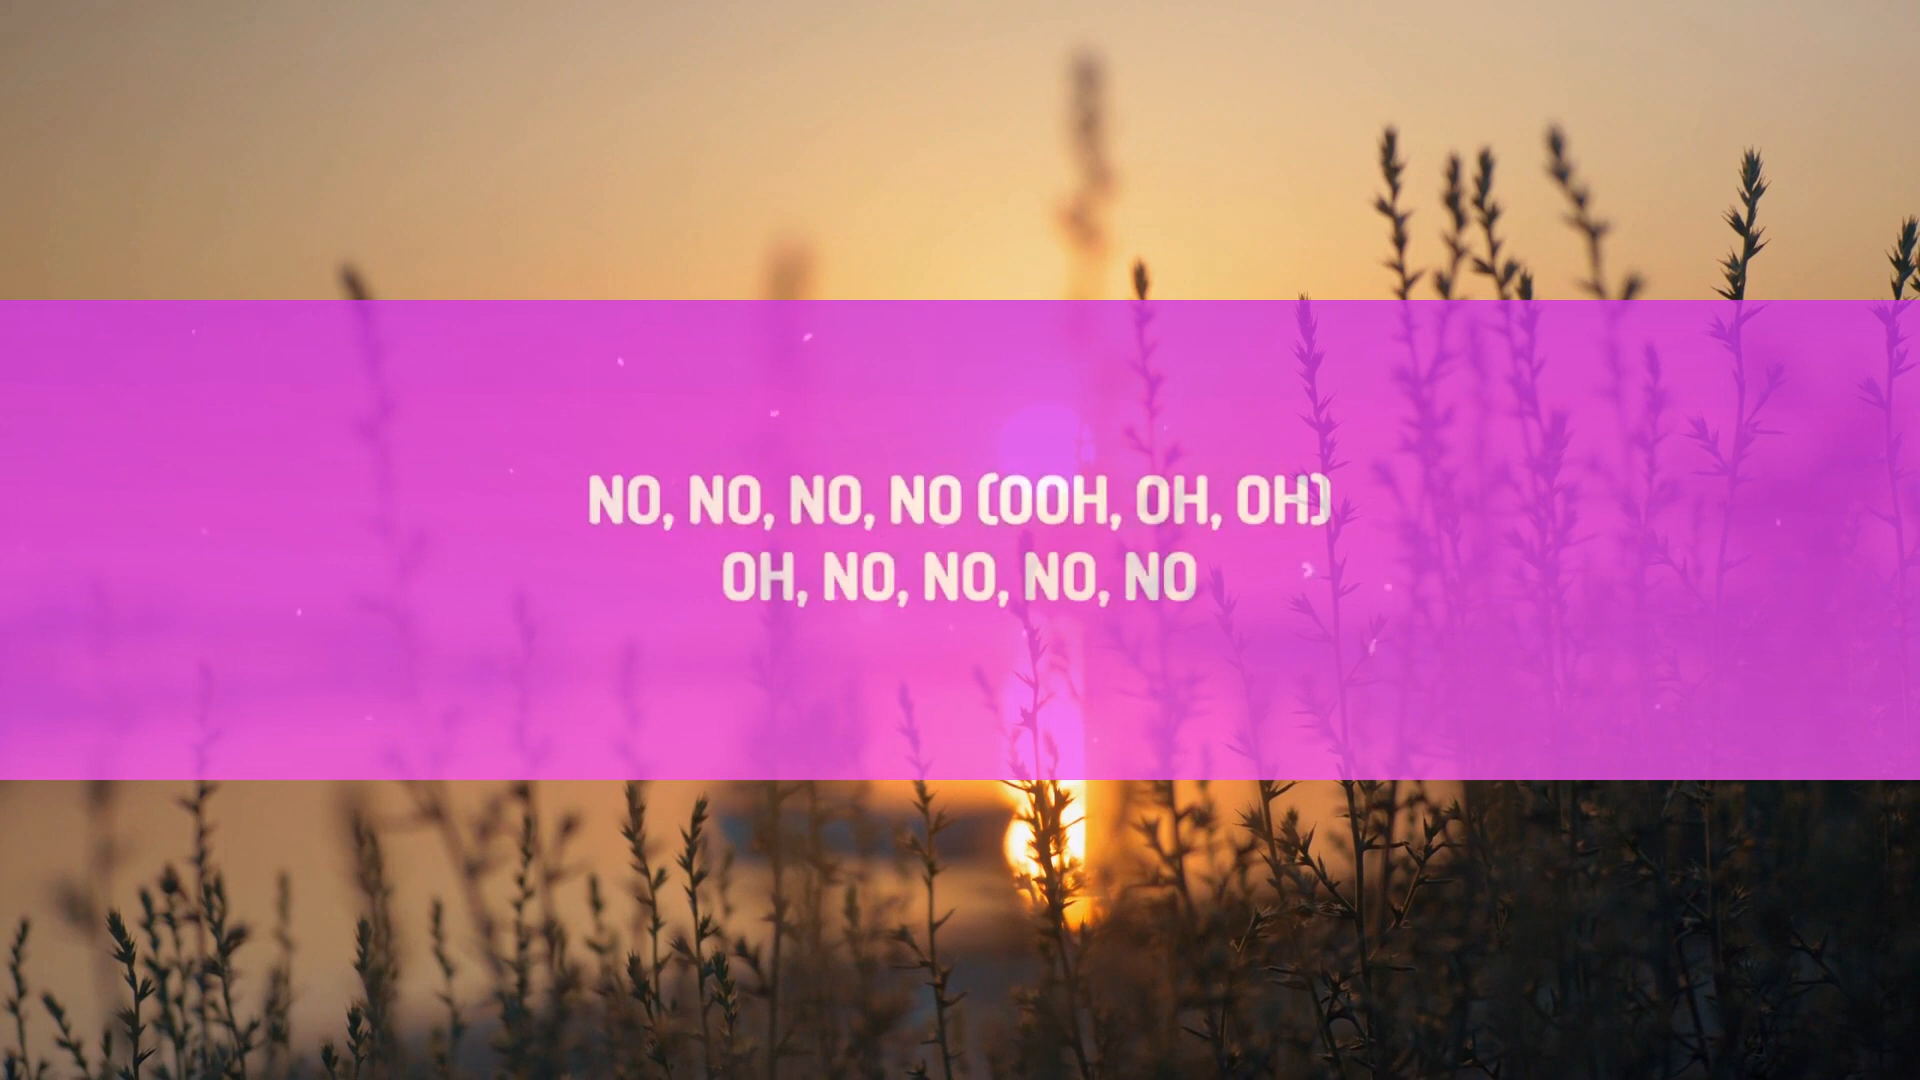 NO, NO, NO, NO (OOH, OH, OH)
OH, NO, NO, NO, NO